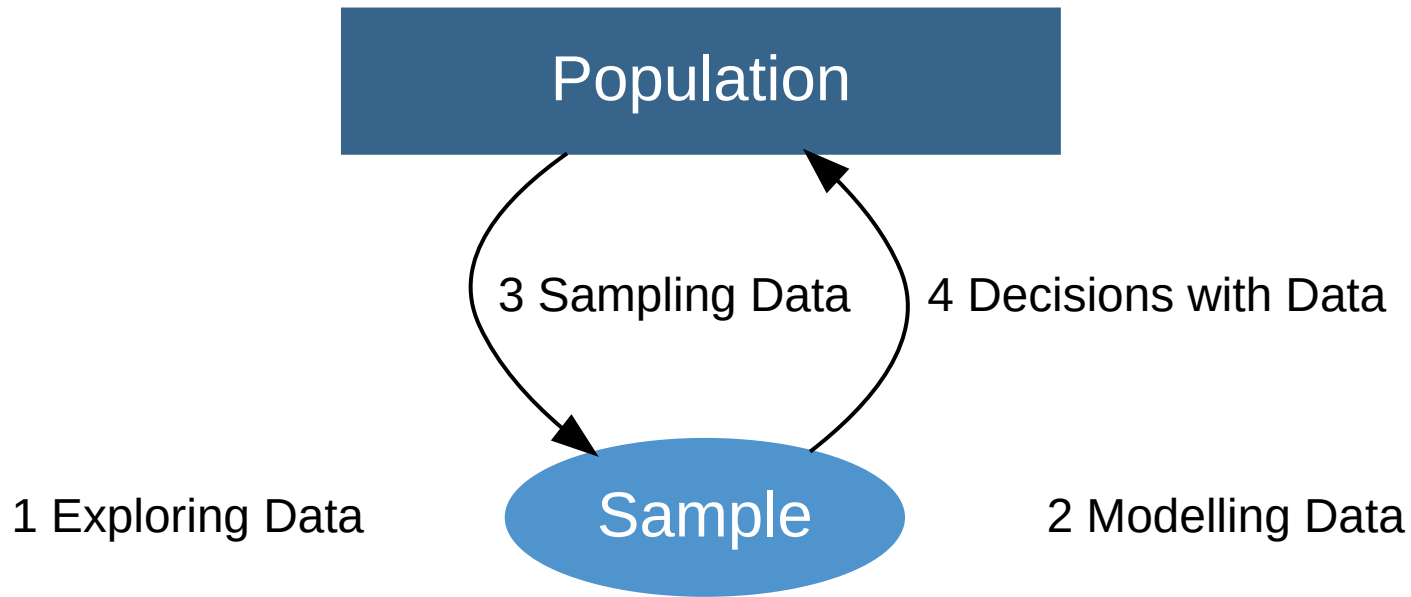 Population
3 Sampling Data
4 Decisions with Data
1 Exploring Data
Sample
2 Modelling Data